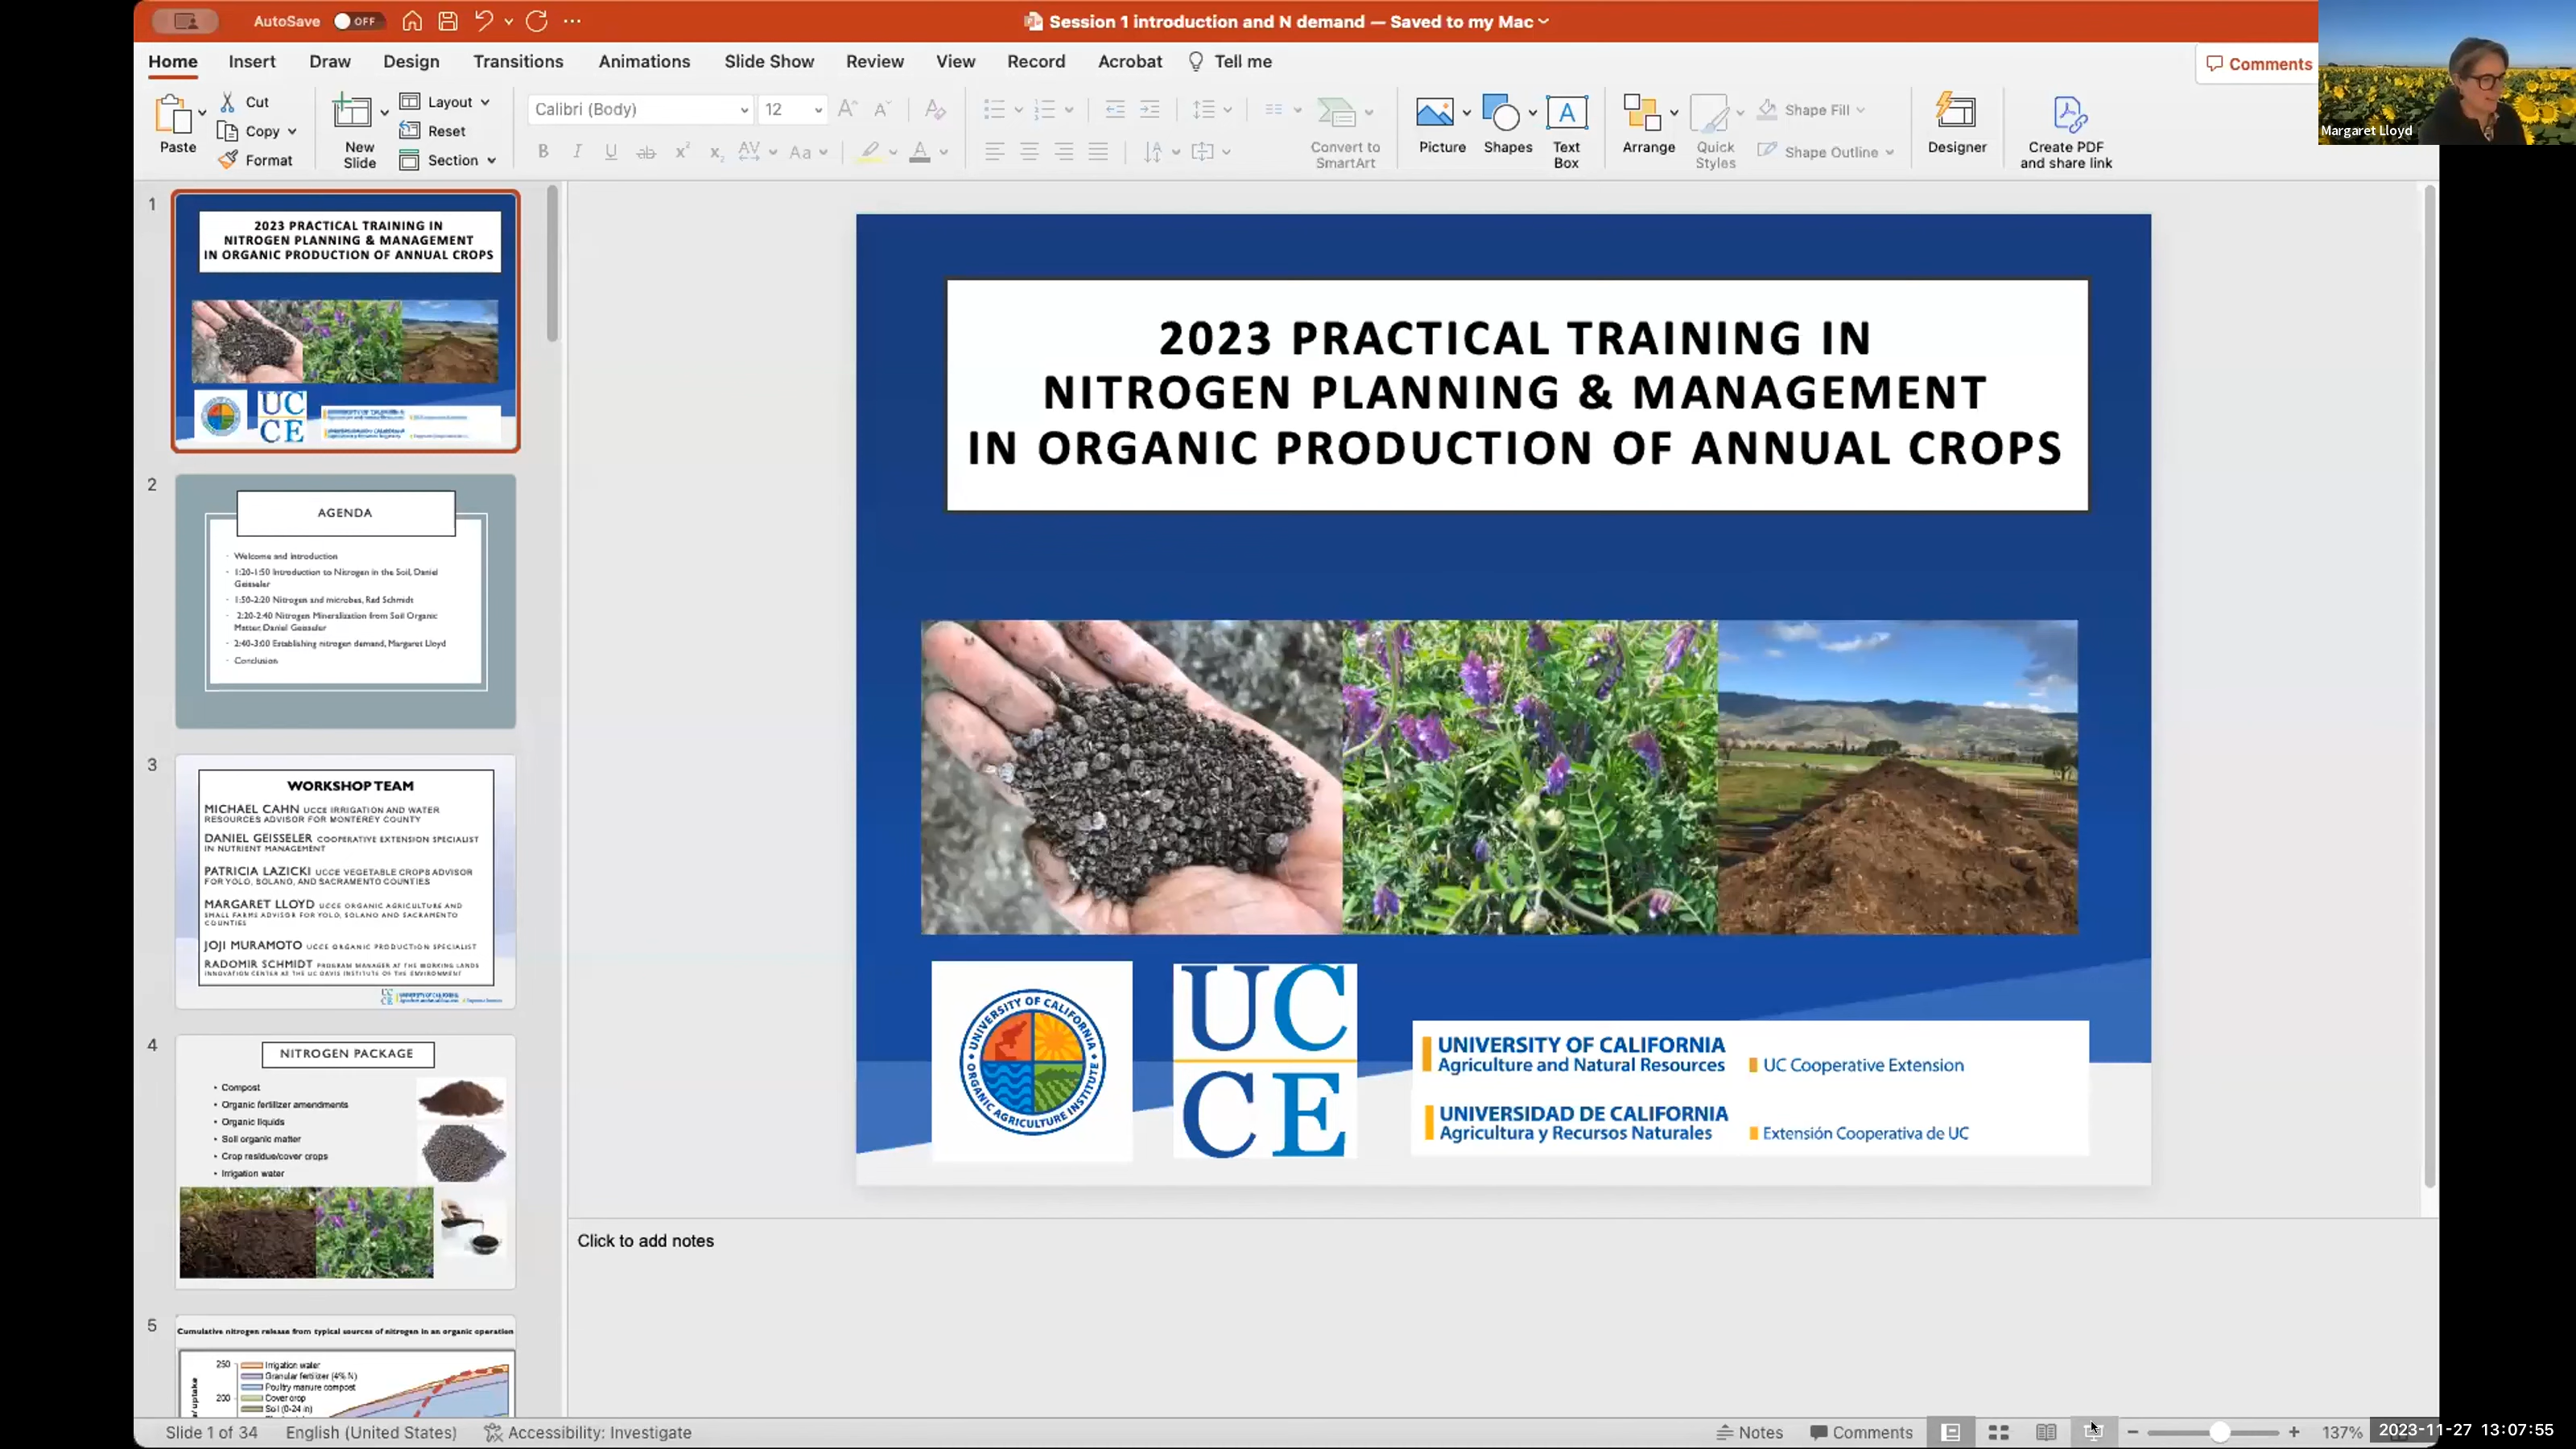 AutoSave OFF
Session 1 introduction and N demand — Saved to my Mac
Home Insert Draw Design Transitions Animations Slide Show Review View Record Acrobat Tell me
Comments
Margaret Lloyd
Paste
Cut
Copy
Format
New Slide
Layout
Reset
Section
Calibri (Body) 12
Convert to SmartArt
Picture
Shapes
Text Box
Arrange
Quick Styles
Shape Fill
Shape Outline
Designer
Create PDF and share link
1
2023 PRACTICAL TRAINING IN
NITROGEN PLANNING & MANAGEMENT
IN ORGANIC PRODUCTION OF ANNUAL CROPS
UC
CE
2
AGENDA
Welcome and introduction
1:20-1:50 Introduction to Nitrogen in the Soil, Daniel
Geisseler
1:50-2:20 Nitrogen and microbes, Rad Schmidt
2:20-2:40 Nitrogen Mineralization from Soil Organic
Matter, Daniel Geisseler
2:40-3:00 Establishing nitrogen demand, Margaret Lloyd
Conclusion
3
WORKSHOP TEAM
MICHAEL CAHN UCCE IRRIGATION AND WATER
RESOURCES ADVISOR FOR MONTEREY COUNTY
DANIEL GEISSELER COOPERATIVE EXTENSION SPECIALIST
IN NUTRIENT MANAGEMENT
PATRICIA LAZICKI UCCE VEGETABLE CROPS ADVISOR
FOR YOLO, SOLANO, AND SACRAMENTO COUNTIES
MARGARET LLOYD UCCE ORGANIC AGRICULTURE AND
SMALL FARMS ADVISOR FOR YOLO, SOLANO AND SACRAMENTO
COUNTIES
JOJI MURAMOTO UCCE ORGANIC PRODUCTION SPECIALIST
RADOMIR SCHMIDT PROGRAM MANAGER AT THE WORKING LANDS
INNOVATION CENTER AT THE UC DAVIS INSTITUTE OF THE ENVIRONMENT
4
NITROGEN PACKAGE
• Compost
• Organic fertilizer amendments
• Organic liquids
• Soil organic matter
• Crop residue/cover crops
• Irrigation water
5
Cumulative nitrogen release from typical sources of nitrogen in an organic operation
250
200
Irrigation water
Granular fertilizer (4% N)
Poultry manure compost
Cover crop
Soil (0-24 in)
2023 PRACTICAL TRAINING IN
NITROGEN PLANNING & MANAGEMENT
IN ORGANIC PRODUCTION OF ANNUAL CROPS
UNIVERSITY OF CALIFORNIA
ORGANIC AGRICULTURE INSTITUTE
UC
CE
UNIVERSITY OF CALIFORNIA
Agriculture and Natural Resources UC Cooperative Extension
UNIVERSIDAD DE CALIFORNIA
Agricultura y Recursos Naturales Extensión Cooperativa de UC
Click to add notes
Slide 1 of 34 English (United States) Accessibility: Investigate Notes Comments 137%
2023-11-27 13:07:55